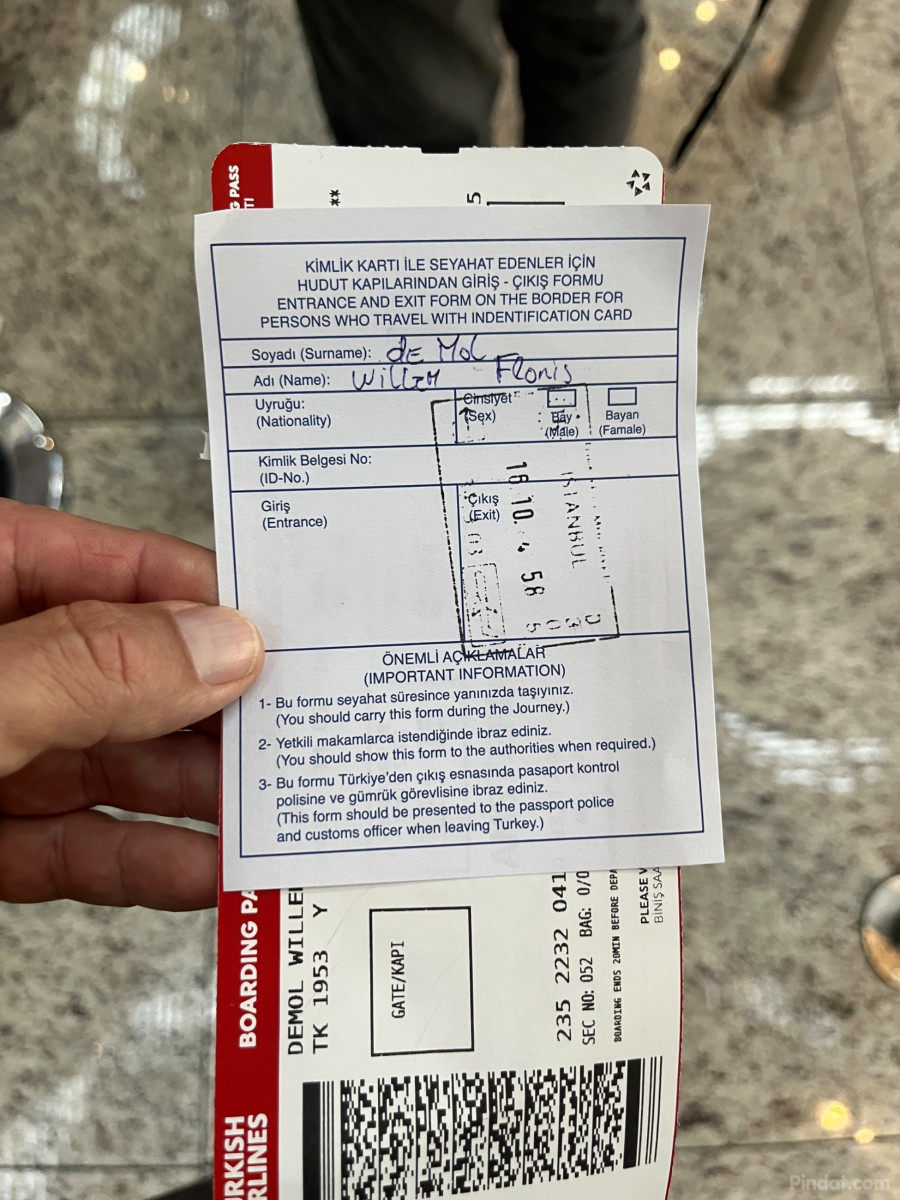 KİMLİK KARTI İLE SEYAHAT EDENLER İÇİN
HUDUT KAPILARINDAN GİRİŞ - ÇIKIŞ FORMU
ENTRANCE AND EXIT FORM ON THE BORDER FOR
PERSONS WHO TRAVEL WITH INDENTIFICATION CARD
Soyadı (Surname): de Mol
Adı (Name): Willem Floris
Uyruğu:
(Nationality)
Cinsiyet
(Sex)
Bay
(Male)
Bayan
(Famale)
Kimlik Belgesi No:
(ID-No.)
Giriş
(Entrance)
Çıkış
(Exit)
İSTANBUL
18.10.
58
ÖNEMLİ AÇIKLAMALAR
(IMPORTANT INFORMATION)
1- Bu formu seyahat süresince yanınızda taşıyınız.
(You should carry this form during the Journey.)
2- Yetkili makamlarca istendiğinde ibraz ediniz.
(You should show this form to the authorities when required.)
3- Bu formu Türkiye'den çıkış esnasında pasaport kontrol
polisine ve gümrük görevlisine ibraz ediniz.
(This form should be presented to the passport police
and customs officer when leaving Turkey.)
G PASS
**
5
BOARDING PA
DEMOL WILLE
TK 1953 Y
GATE/KAPI
235 2232 041
SEC NO: 052 BAG: 0/0
BOARDING ENDS 20MIN BEFORE DEPA
PLEASE
BİNİŞ SAA
RKISH
RLINES
Pindat.com